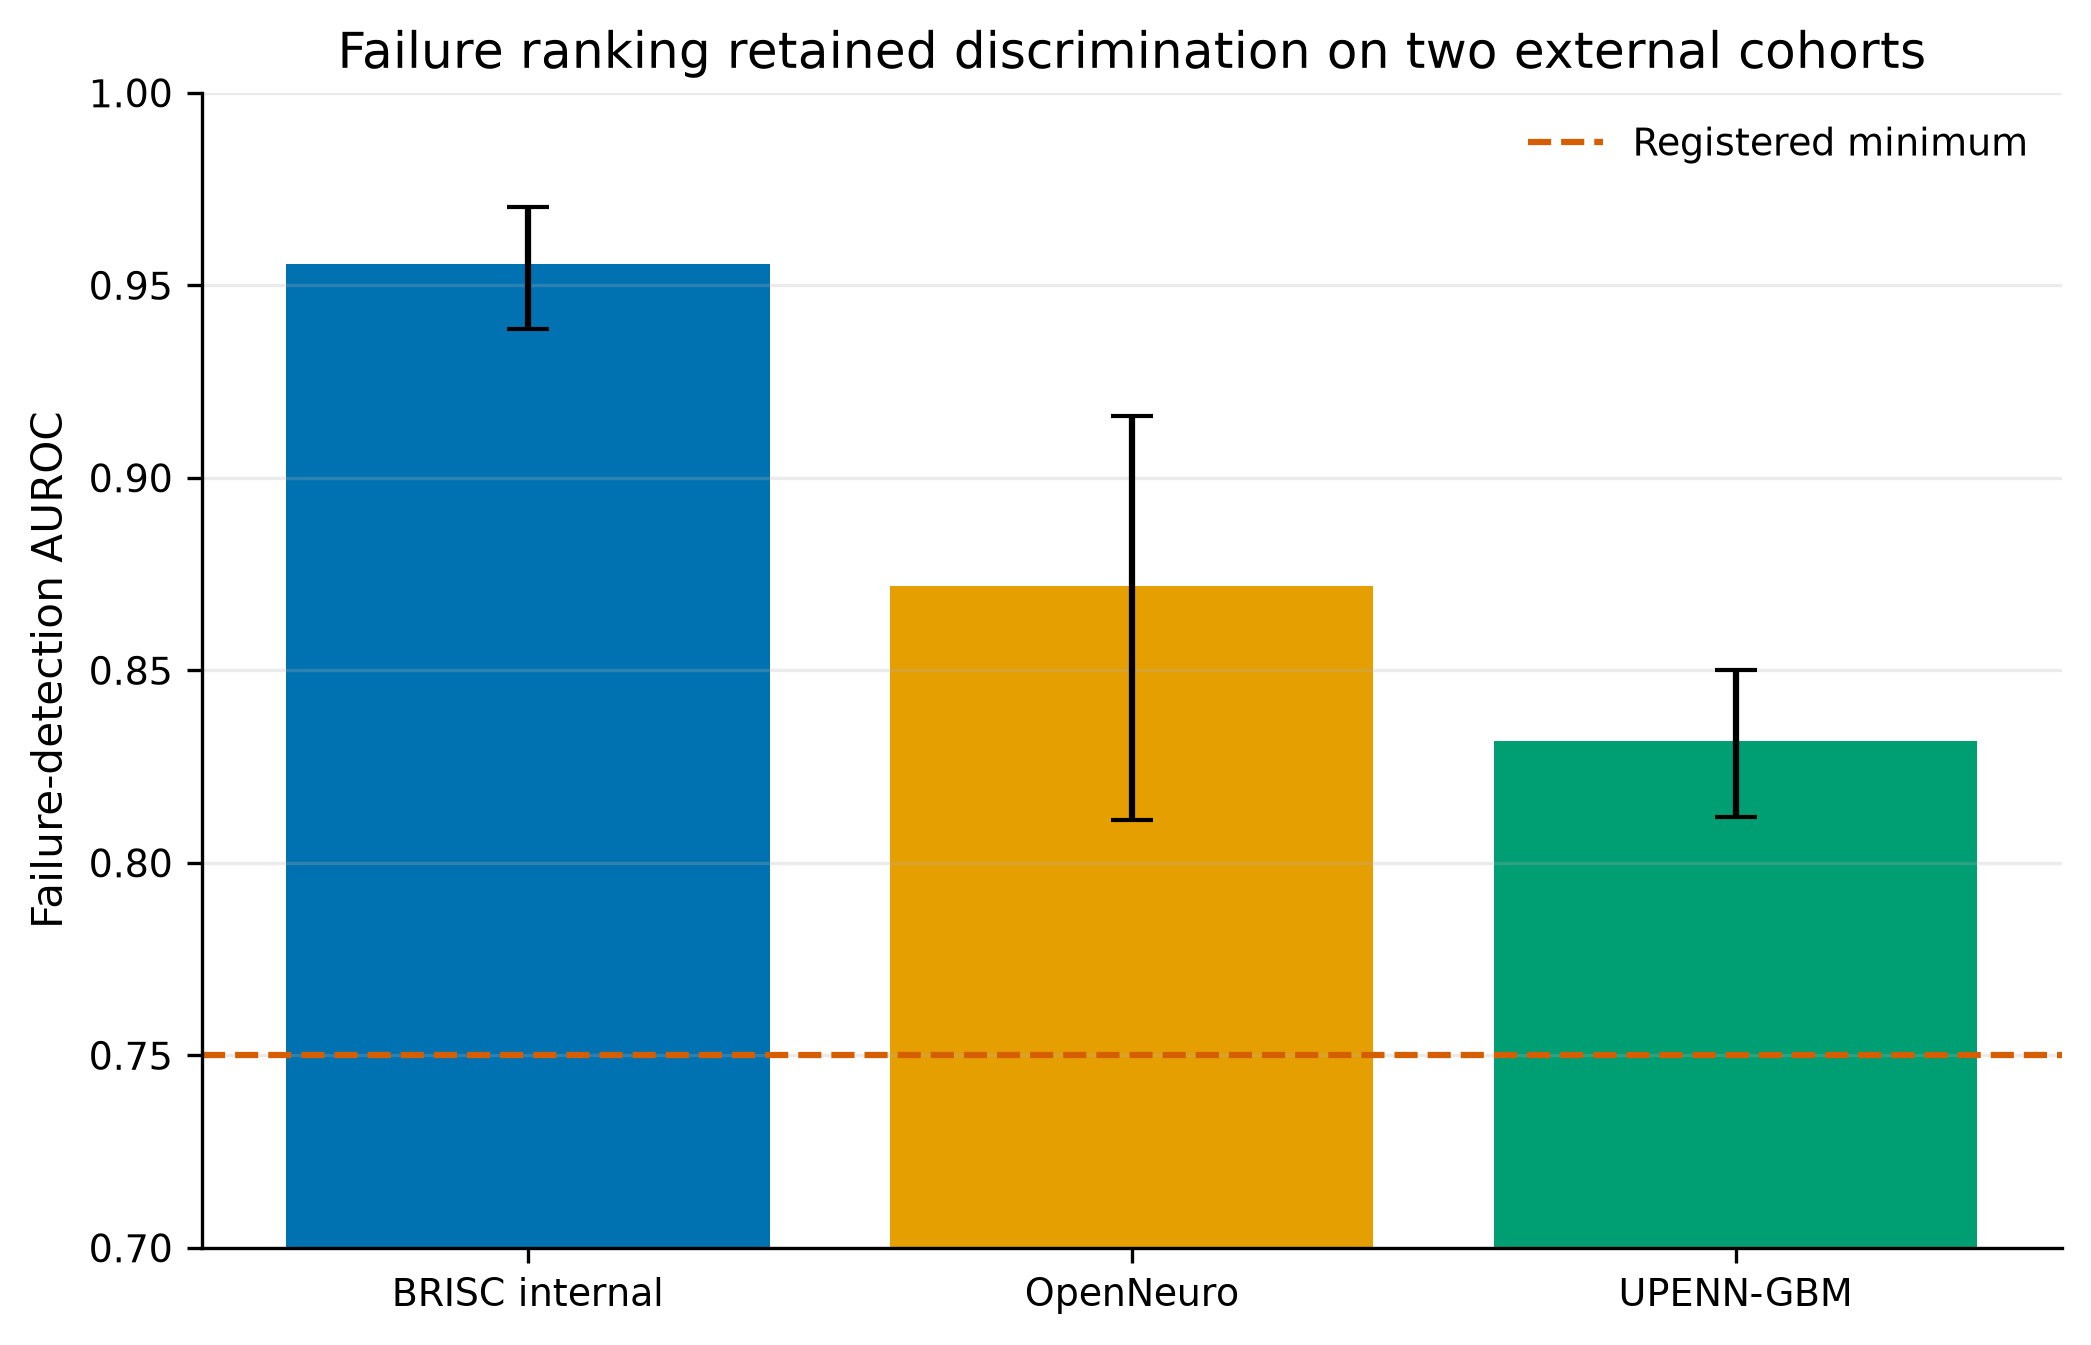 Failure ranking retained discrimination on two external cohorts
Registered minimum
Failure-detection AUROC
1.00
0.95
0.90
0.85
0.80
0.75
0.70
BRISC internal
OpenNeuro
UPENN-GBM